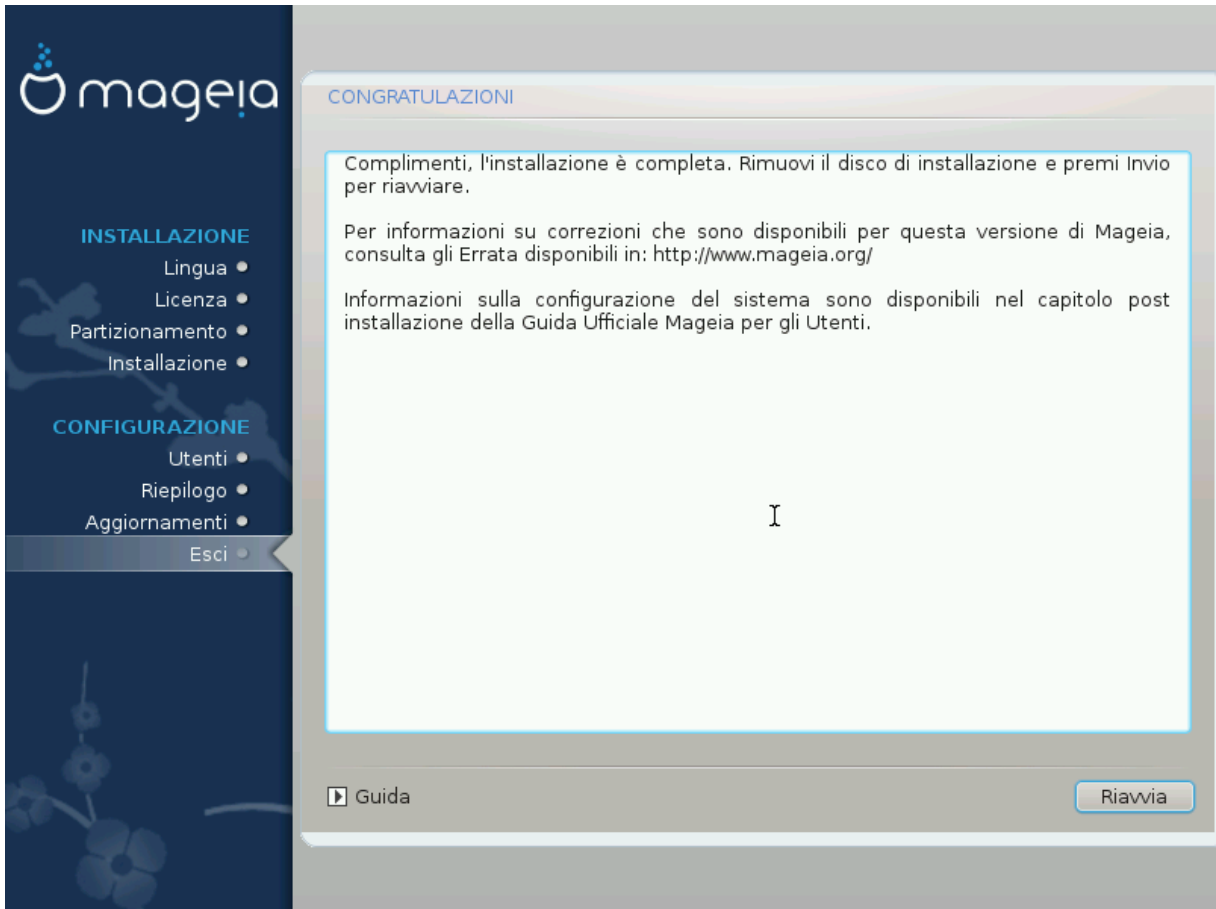 mageia
INSTALLAZIONE
Lingua
Licenza
Partizionamento
Installazione
CONFIGURAZIONE
Utenti
Riepilogo
Aggiornamenti
Esci
CONGRATULAZIONI
Complimenti, l'installazione è completa. Rimuovi il disco di installazione e premi Invio
per riavviare.
Per informazioni su correzioni che sono disponibili per questa versione di Mageia,
consulta gli Errata disponibili in: http://www.mageia.org/
Informazioni sulla configurazione del sistema sono disponibili nel capitolo post
installazione della Guida Ufficiale Mageia per gli Utenti.
Guida
Riavvia